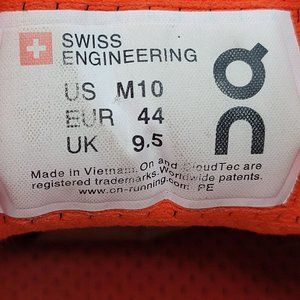 SWISS
ENGINEERING
US M10
EUR 44
UK 9.5
Made in Vietnam. On and CloudTec are
registered trademarks. Worldwide patents.
www.on-running.com PE
On